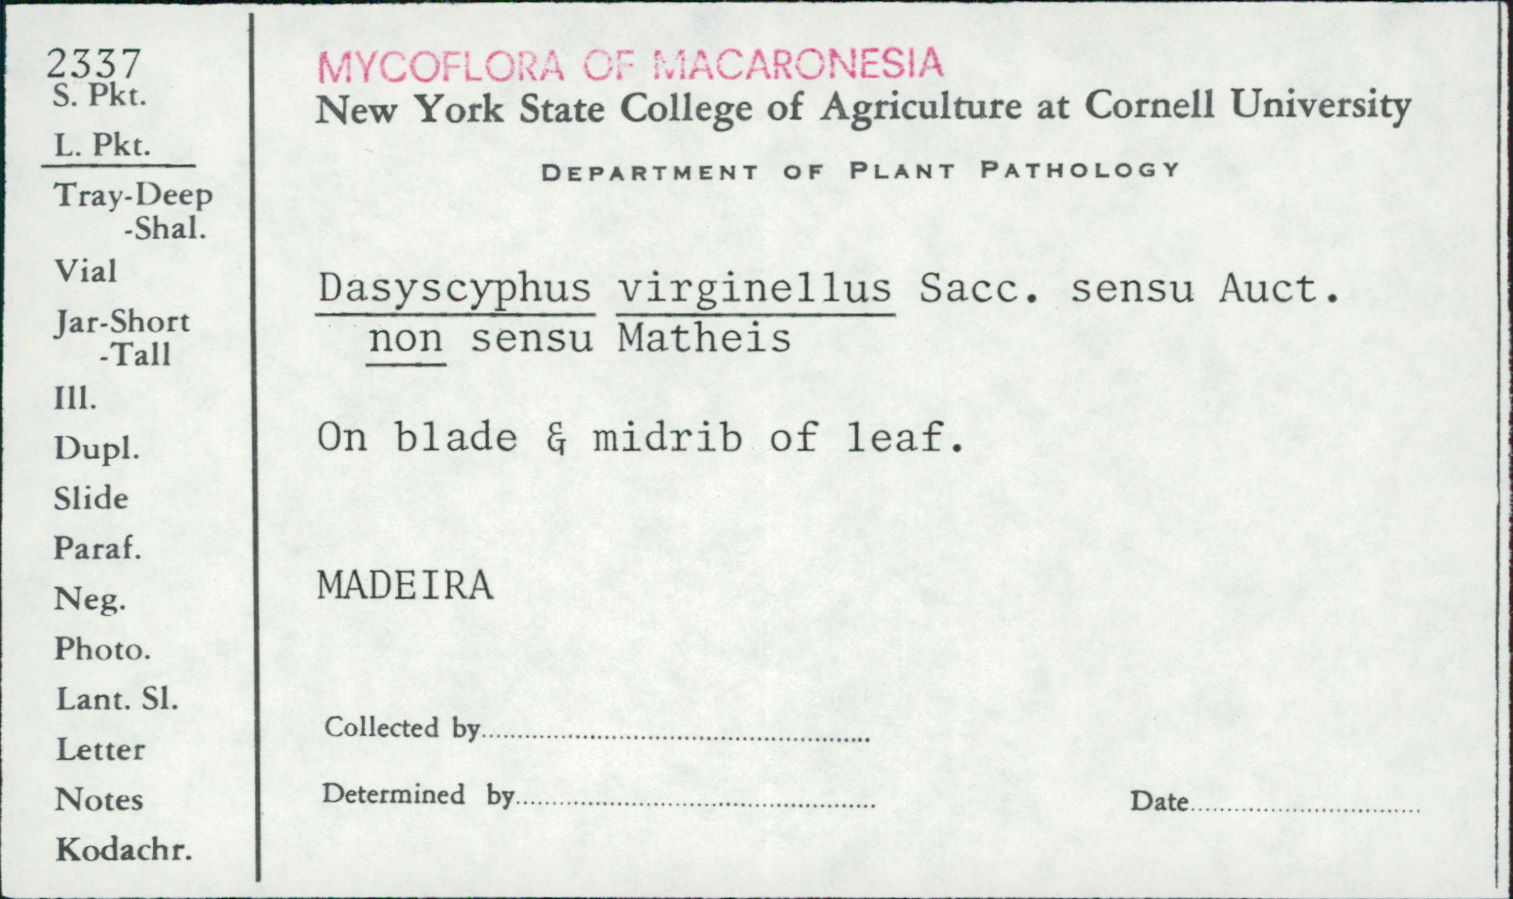 2337
S. Pkt.
L. Pkt.
Tray-Deep
-Shal.
Vial
Jar-Short
-Tall
Ill.
Dupl.
Slide
Paraf.
Neg.
Photo.
Lant. Sl.
Letter
Notes
Kodachr.
MYCOFLORA OF MACARONESIA
New York State College of Agriculture at Cornell University
DEPARTMENT OF PLANT PATHOLOGY
Dasyscyphus virginellus Sacc. sensu Auct.
non sensu Matheis
On blade & midrib of leaf.
MADEIRA
Collected by
Determined by
Date